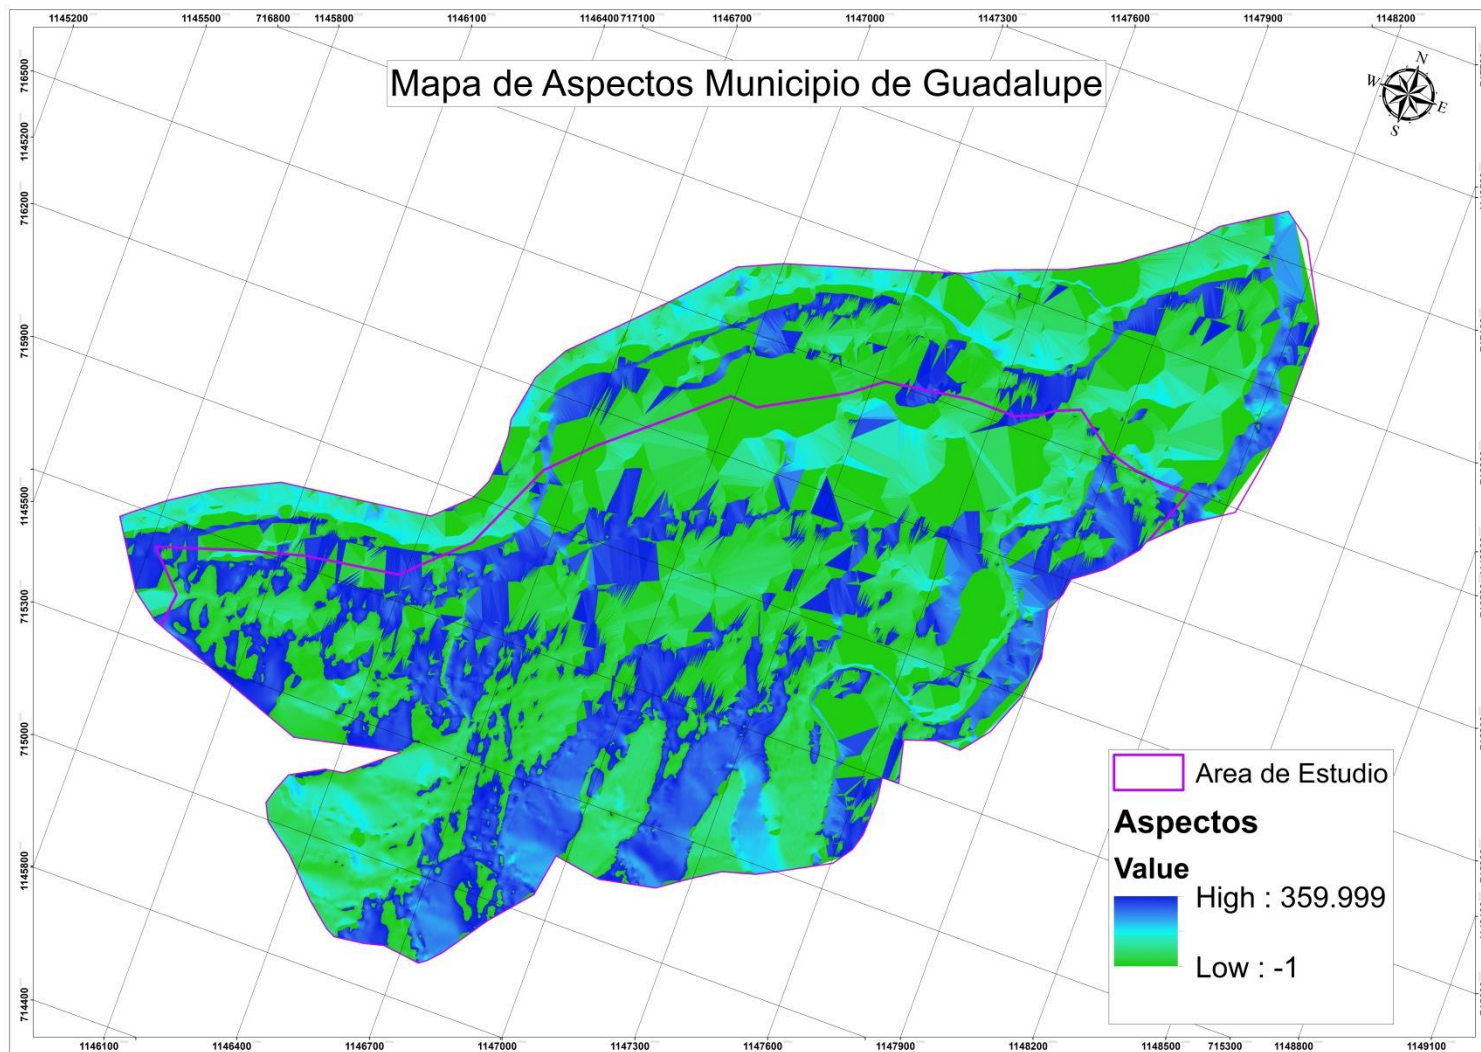 1145200 1145500 716800 1145800 1146100 1146400 717100 1146700 1147000 1147300 1147600 1147900 1148200
Mapa de Aspectos Municipio de Guadalupe
N
W
E
S
716500
1145200
716200
715900
1145500
715300
715000
1145800
714400
Area de Estudio
Aspectos
Value
High : 359.999
Low : -1
1146100 1146400 1146700 1147000 1147300 1147600 1147900 1148200 1148500 715300 1148800 1149100